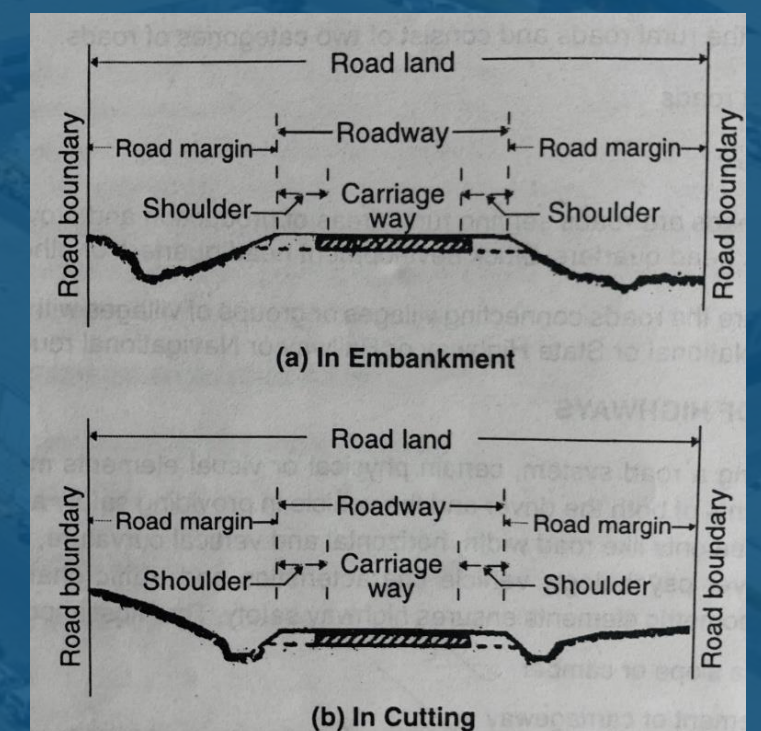 Road land
Roadway
Road margin
Road margin
Shoulder
Carriage
way
Shoulder
Road boundary
Road boundary
(a) In Embankment
Road land
Roadway
Road margin
Road margin
Shoulder
Carriage
way
Shoulder
Road boundary
Road boundary
(b) In Cutting